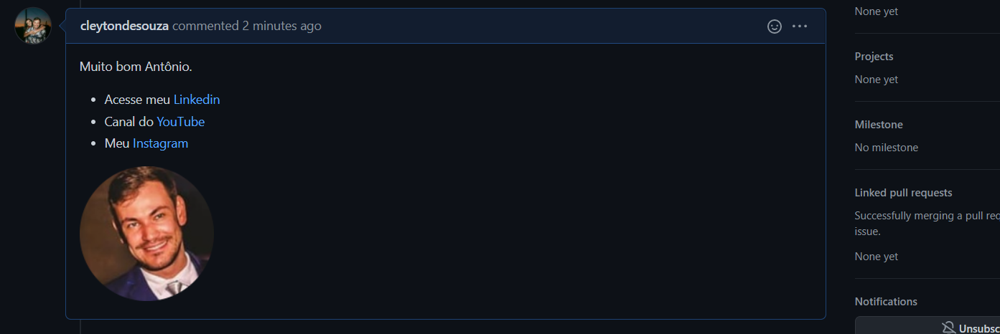 cleytondesouza commented 2 minutes ago
Muito bom Antônio.
Acesse meu Linkedin
Canal do YouTube
Meu Instagram
None yet
Projects
None yet
Milestone
No milestone
Linked pull requests
Successfully merging a pull rec
issue.
None yet
Notifications
Unsubsc